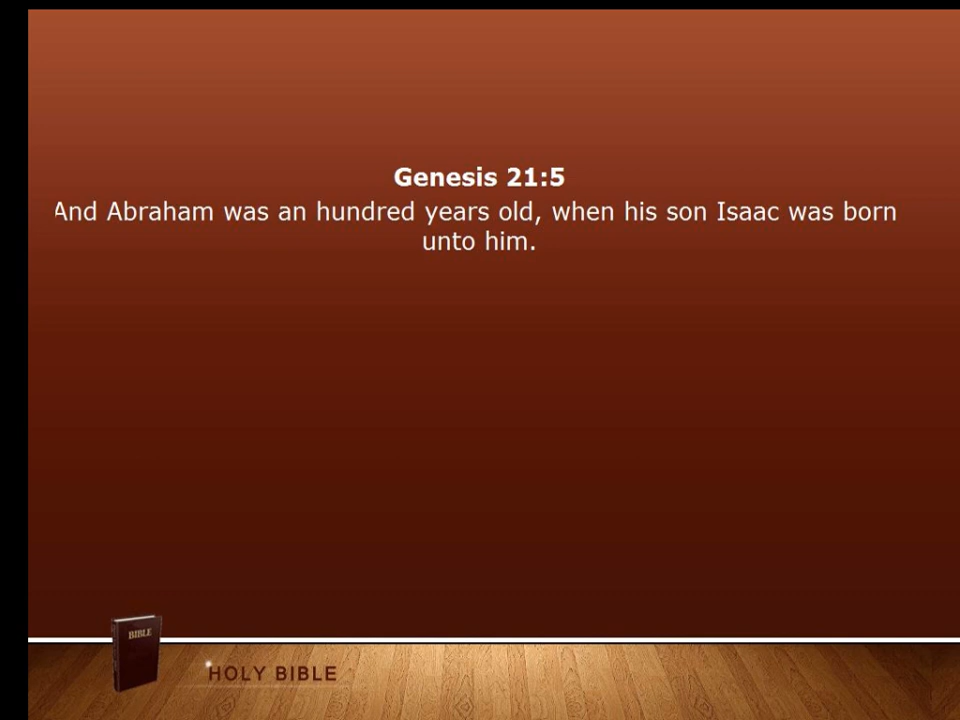 Genesis 21:5
And Abraham was an hundred years old, when his son Isaac was born
unto him.
BIBLE
HOLY BIBLE